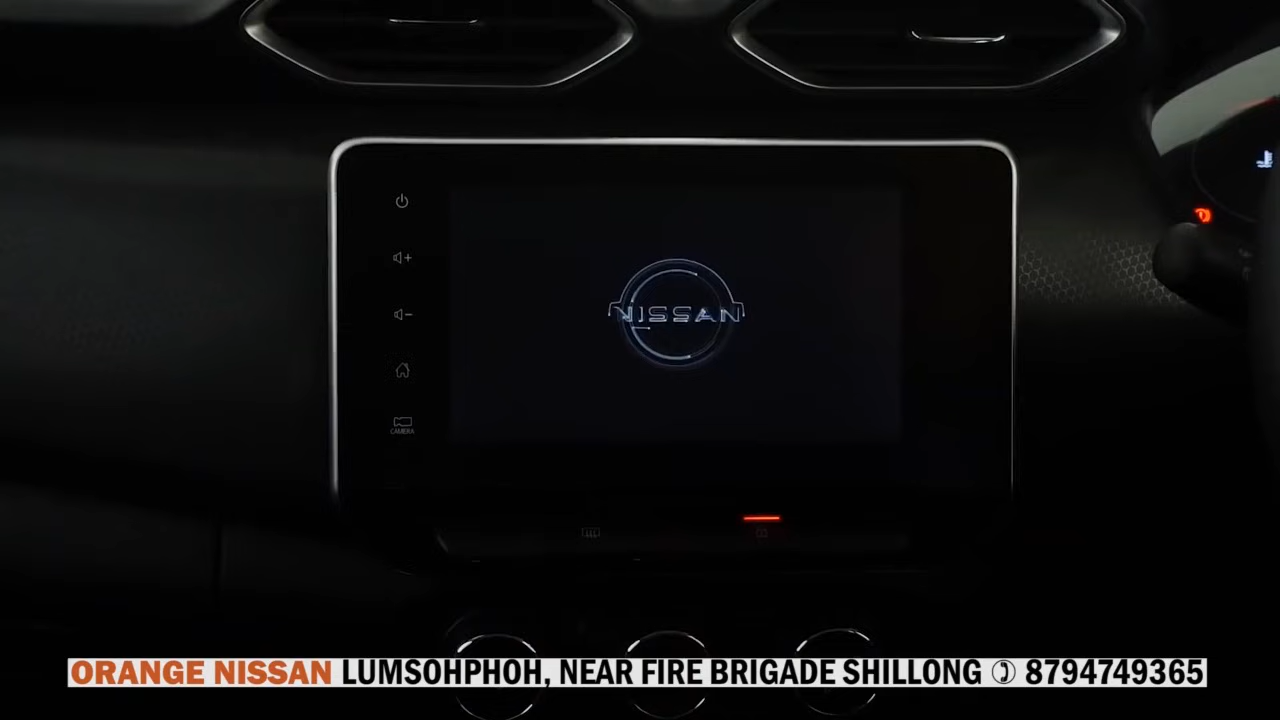 CAMERA
NISSAN
ORANGE NISSAN LUMSOHPHOH, NEAR FIRE BRIGADE SHILLONG ✆ 8794749365